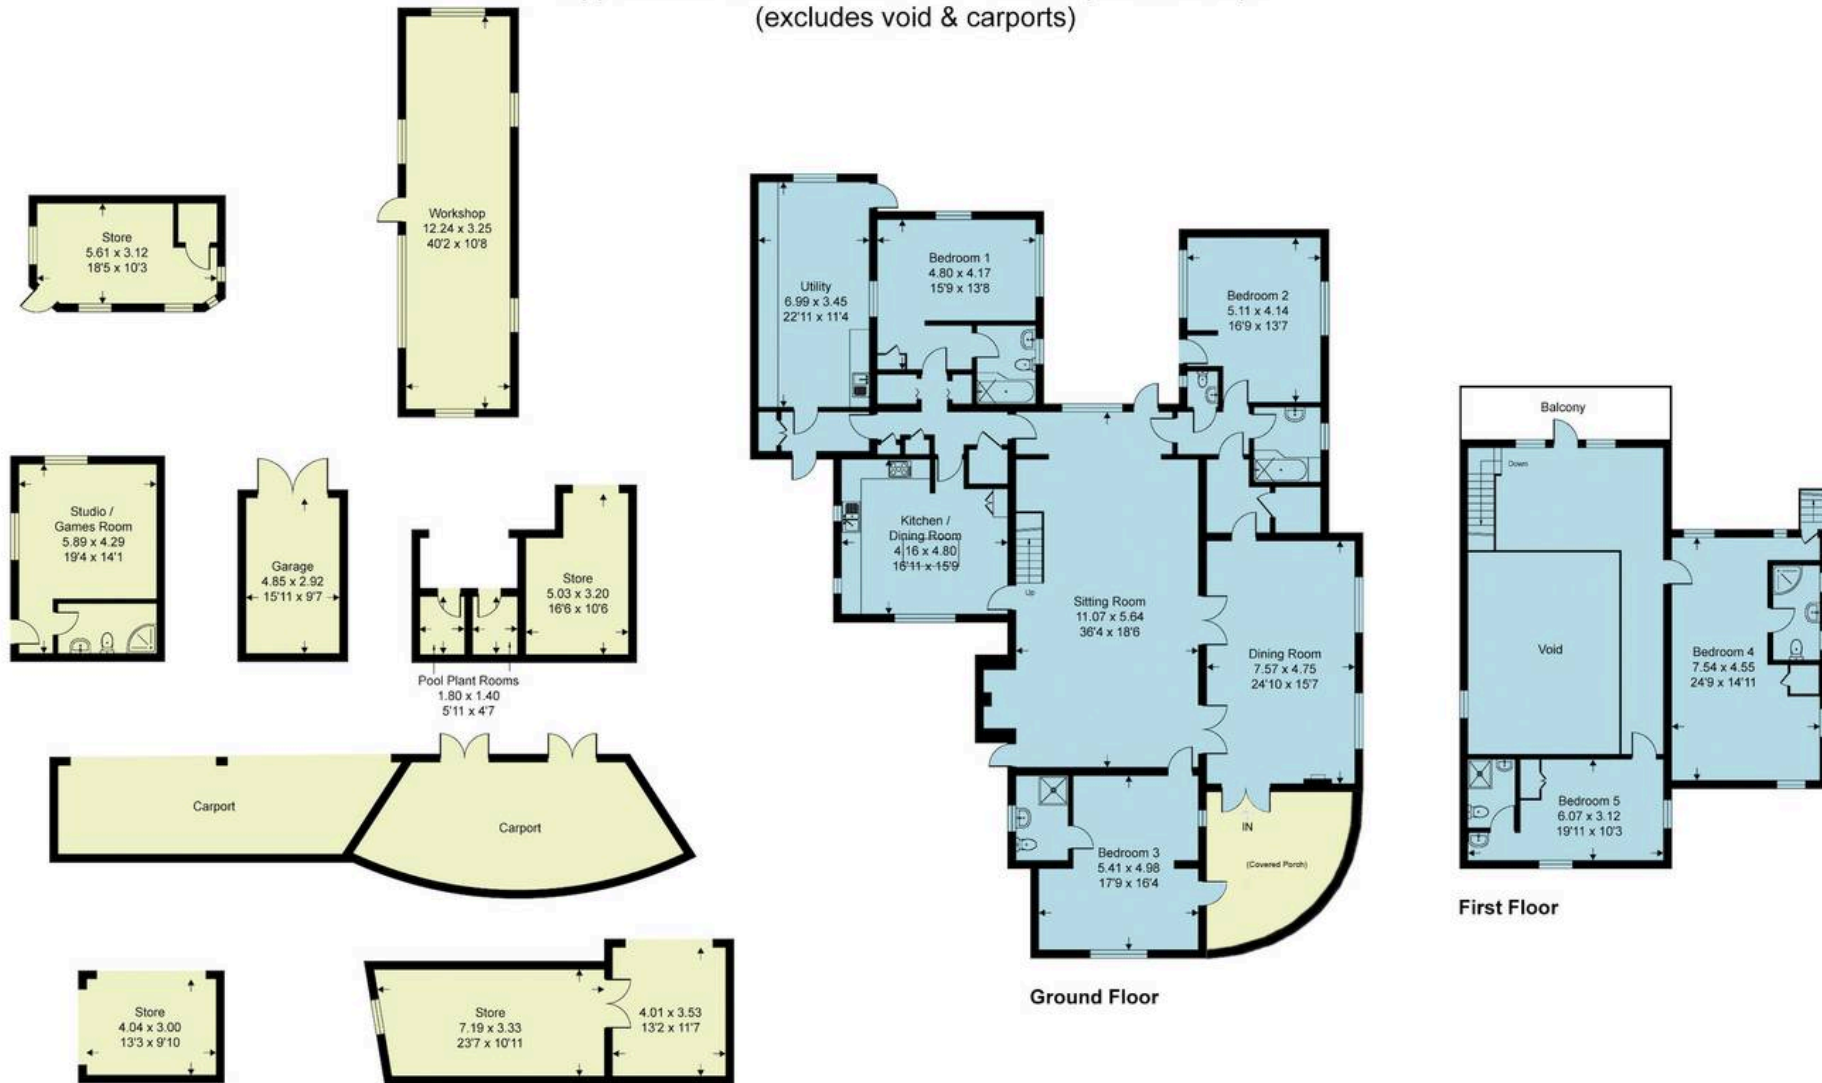 (excludes void & carports)
Workshop
12.24 x 3.25
40'2 x 10'8
Store
5.61 x 3.12
18'5 x 10'3
Utility
6.99 x 3.45
22'11 x 11'4
Bedroom 1
4.80 x 4.17
15'9 x 13'8
Bedroom 2
5.11 x 4.14
16'9 x 13'7
Balcony
Down
Studio /
Games Room
5.89 x 4.29
19'4 x 14'1
Garage
4.85 x 2.92
15'11 x 9'7
Store
5.03 x 3.20
16'6 x 10'6
Pool Plant Rooms
1.80 x 1.40
5'11 x 4'7
Kitchen /
Dining Room
4.16 x 4.80
16'11 x 15'9
Up
Sitting Room
11.07 x 5.64
36'4 x 18'6
Dining Room
7.57 x 4.75
24'10 x 15'7
Void
Bedroom 4
7.54 x 4.55
24'9 x 14'11
Carport
Carport
IN
(Covered Porch)
Bedroom 3
5.41 x 4.98
17'9 x 16'4
Bedroom 5
6.07 x 3.12
19'11 x 10'3
First Floor
Ground Floor
Store
4.04 x 3.00
13'3 x 9'10
Store
7.19 x 3.33
23'7 x 10'11
4.01 x 3.53
13'2 x 11'7